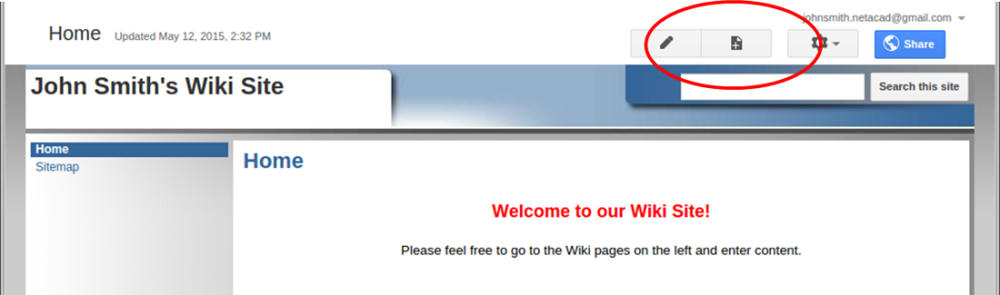 johnsmith.netacad@gmail.com
Home Updated May 12, 2015, 2:32 PM
Share
John Smith's Wiki Site
Search this site
Home
Sitemap
Home
Welcome to our Wiki Site!
Please feel free to go to the Wiki pages on the left and enter content.